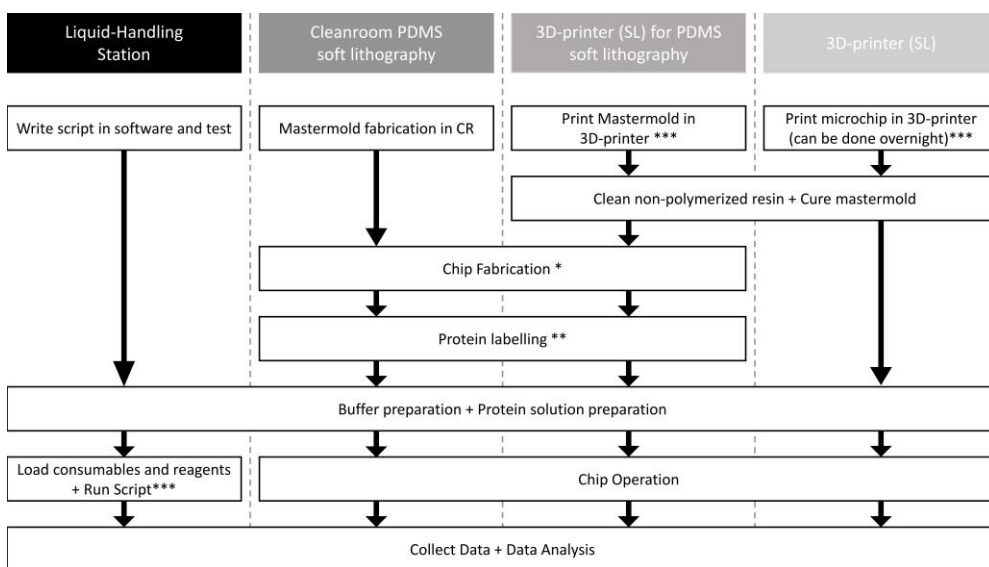 Liquid-Handling
Station
Cleanroom PDMS
soft lithography
3D-printer (SL) for PDMS
soft lithography
3D-printer (SL)
Write script in software and test
Mastermold fabrication in CR
Print Mastermold in
3D-printer ***
Print microchip in 3D-printer
(can be done overnight)***
Clean non-polymerized resin + Cure mastermold
Chip Fabrication *
Protein labelling **
Buffer preparation + Protein solution preparation
Load consumables and reagents
+ Run Script***
Chip Operation
Collect Data + Data Analysis